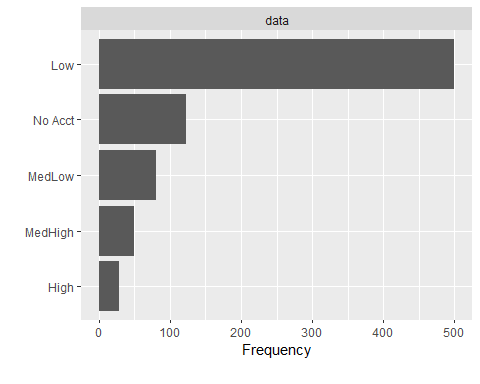 data
Low
No Acct
MedLow
MedHigh
High
0 100 200 300 400 500
Frequency